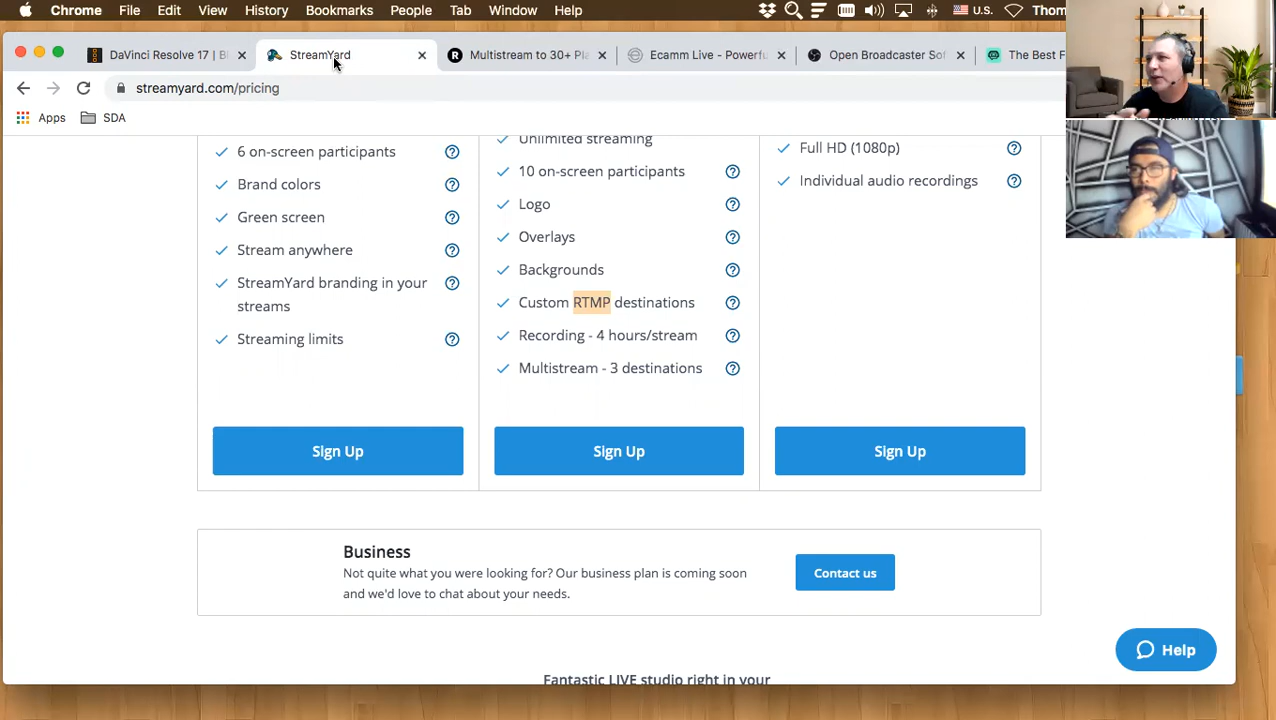 Chrome File Edit View History Bookmarks People Tab Window Help U.S. Thom
DaVinci Resolve 17 | Bl
StreamYard
Ecamm Live - Powerfu
Open Broadcaster Sof
The Best F
streamyard.com/pricing
Apps SDA
6 on-screen participants
Brand colors
Green screen
Stream anywhere
StreamYard branding in your
streams
Streaming limits
Sign Up
Unlimited streaming
10 on-screen participants
Logo
Overlays
Backgrounds
Custom RTMP destinations
Recording - 4 hours/stream
Multistream - 3 destinations
Sign Up
Full HD (1080p)
Individual audio recordings
Sign Up
Business
Not quite what you were looking for? Our business plan is coming soon
and we'd love to chat about your needs.
Contact us
Help
Fantastic LIVE studio right in your